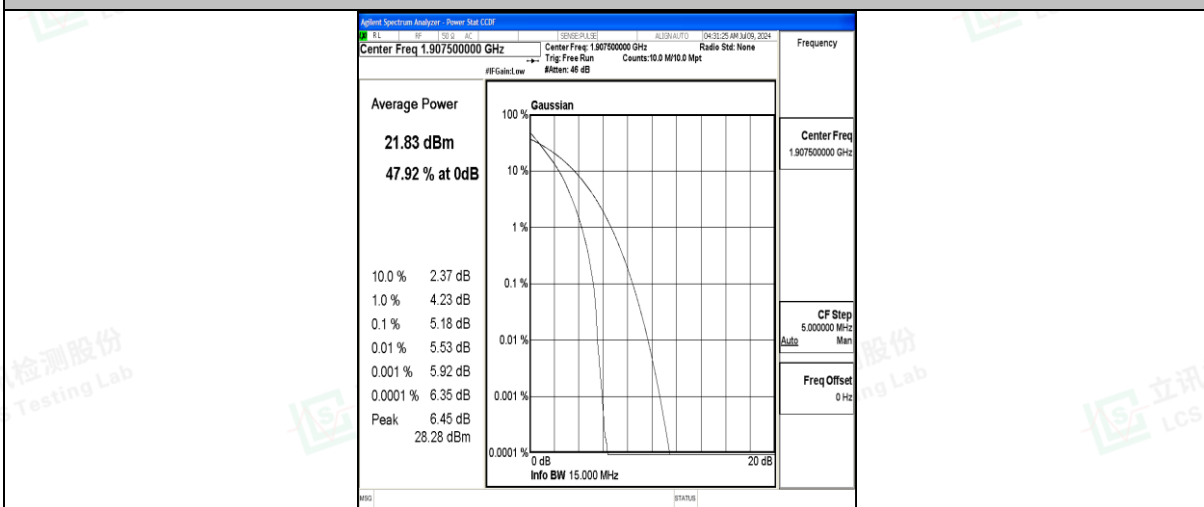 Agilent Spectrum Analyzer - Power Stat CCDF
RL RF 50 Ω AC SENSE:PULSE ALIGN AUTO 04:31:25 AM Jul 09, 2024
Center Freq 1.907500000 GHz
Center Freq: 1.907500000 GHz Radio Std: None
Trig: Free Run Counts:10.0 M/10.0 Mpt
#IFGain:Low #Atten: 46 dB
Frequency
Average Power
21.83 dBm
47.92 % at 0dB
10.0 % 2.37 dB
1.0 % 4.23 dB
0.1 % 5.18 dB
0.01 % 5.53 dB
0.001 % 5.92 dB
0.0001 % 6.35 dB
Peak 6.45 dB
28.28 dBm
Gaussian
100 %
10 %
1 %
0.1 %
0.01 %
0.001 %
0.0001 %
0 dB 20 dB
Info BW 15.000 MHz
Center Freq
1.907500000 GHz
CF Step
5.000000 MHz
Auto Man
Freq Offset
0 Hz
MSG STATUS
检测股份
Testing Lab
股份
ng Lab
立讯
LCS